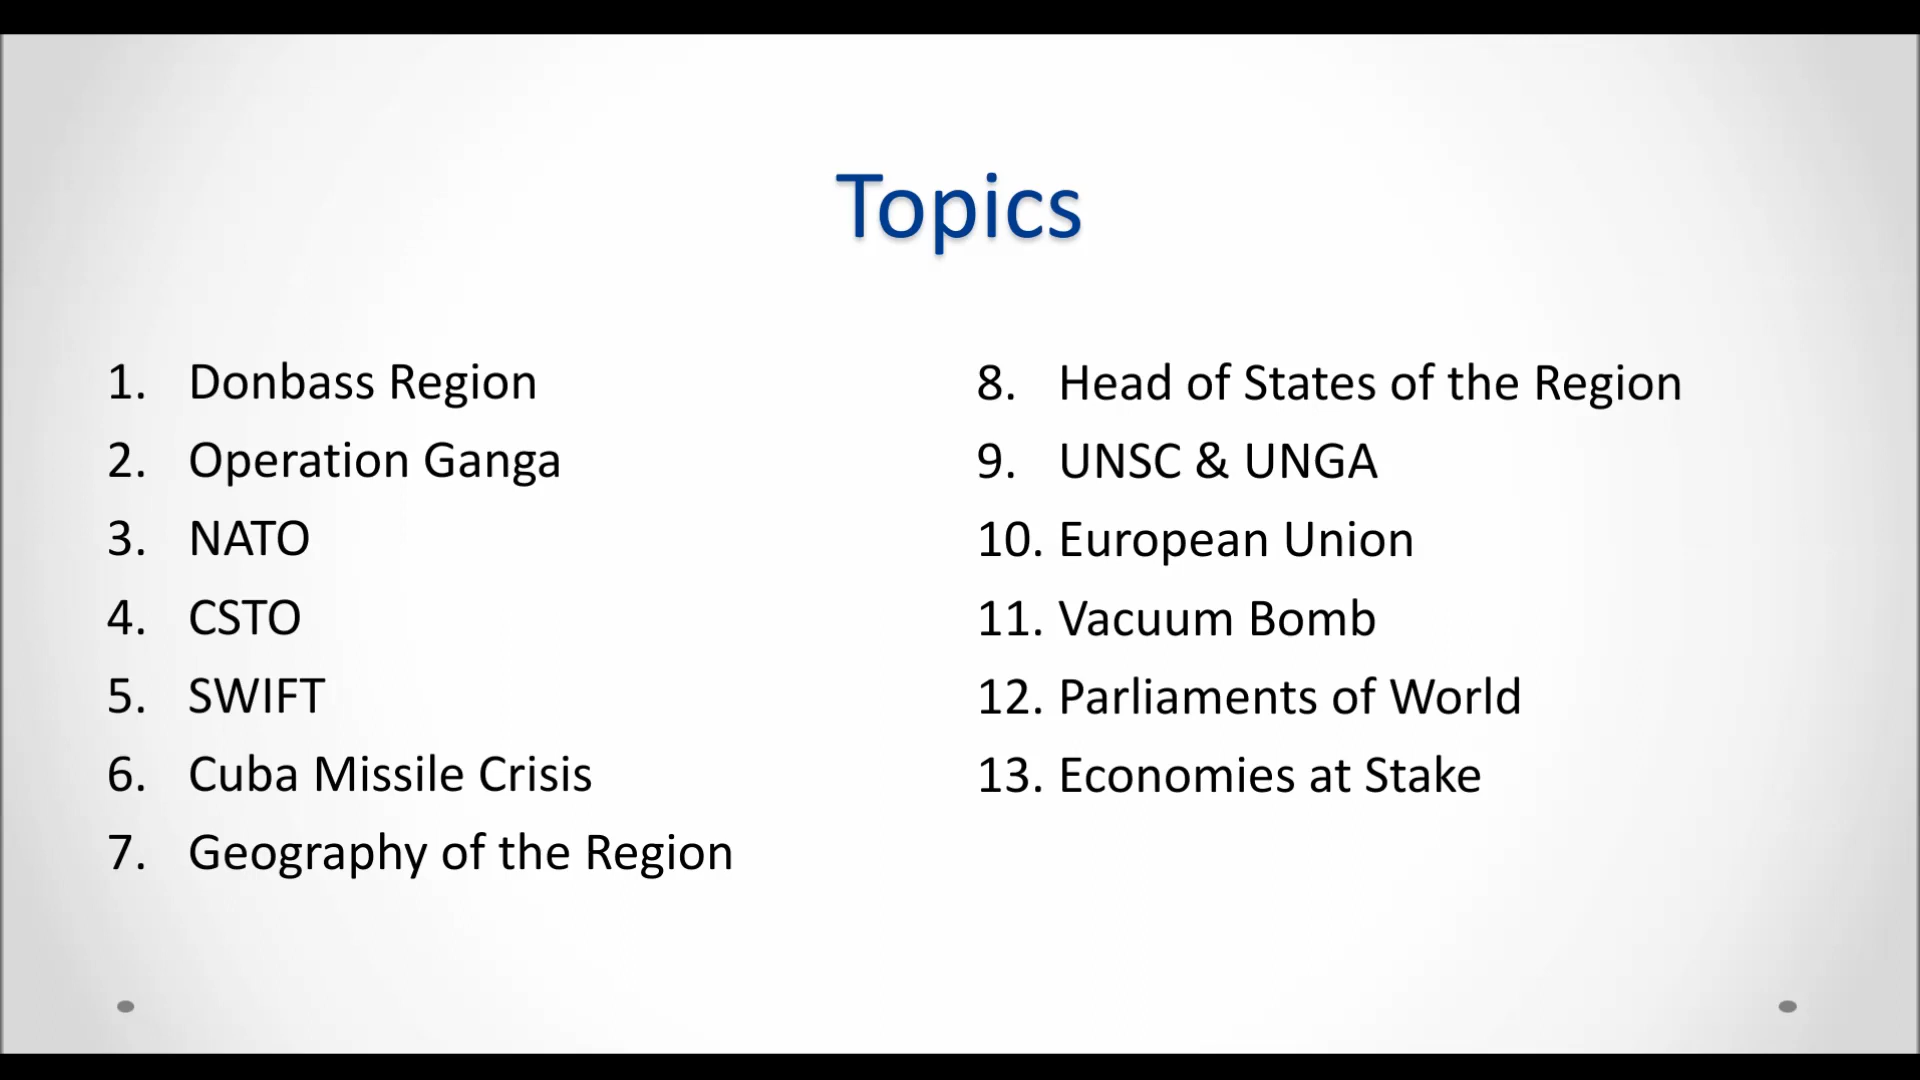 Topics
1. Donbass Region
2. Operation Ganga
3. NATO
4. CSTO
5. SWIFT
6. Cuba Missile Crisis
7. Geography of the Region
8. Head of States of the Region
9. UNSC & UNGA
10. European Union
11. Vacuum Bomb
12. Parliaments of World
13. Economies at Stake